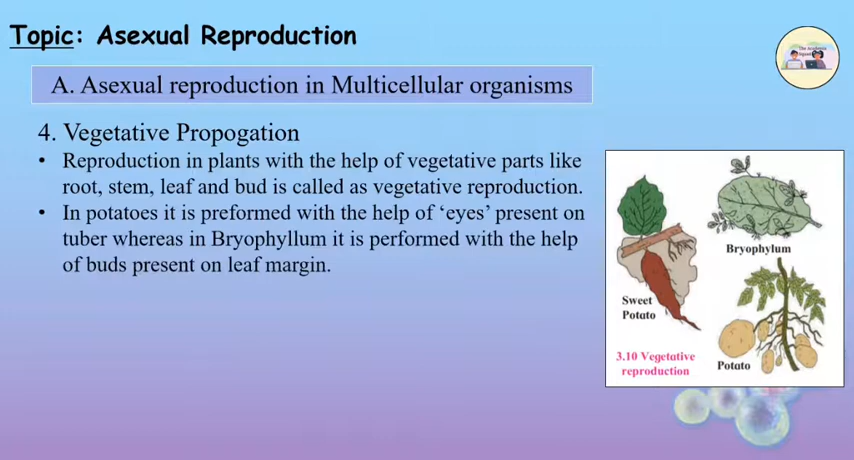 Topic: Asexual Reproduction
The Academic
Squad
A. Asexual reproduction in Multicellular organisms
4. Vegetative Propogation
• Reproduction in plants with the help of vegetative parts like
root, stem, leaf and bud is called as vegetative reproduction.
• In potatoes it is preformed with the help of ‘eyes’ present on
tuber whereas in Bryophyllum it is performed with the help
of buds present on leaf margin.
Bryophylum
Sweet
Potato
3.10 Vegetative
reproduction
Potato